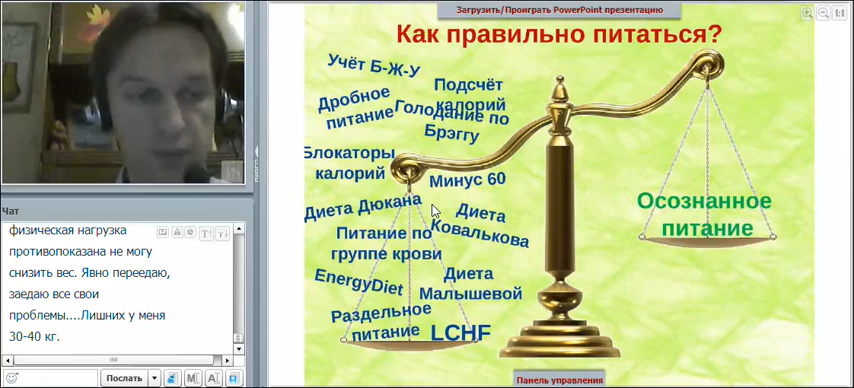 Загрузить/Проиграть PowerPoint презентацию
1:1
Как правильно питаться?
Учёт Б-Ж-У
Подсчёт
калорий
Дробное
питание
Голодание по
Брэггу
Блокаторы
калорий
Минус 60
Диета Дюкана
Диета
Ковалькова
Питание по
группе крови
EnergyDiet
Диета
Малышевой
Раздельное
питание
LCHF
Осознанное
питание
Чат
физическая нагрузка
противопоказана не могу
снизить вес. Явно переедаю,
заедаю все свои
проблемы....Лишних у меня
30-40 кг.
Послать
Панель управления